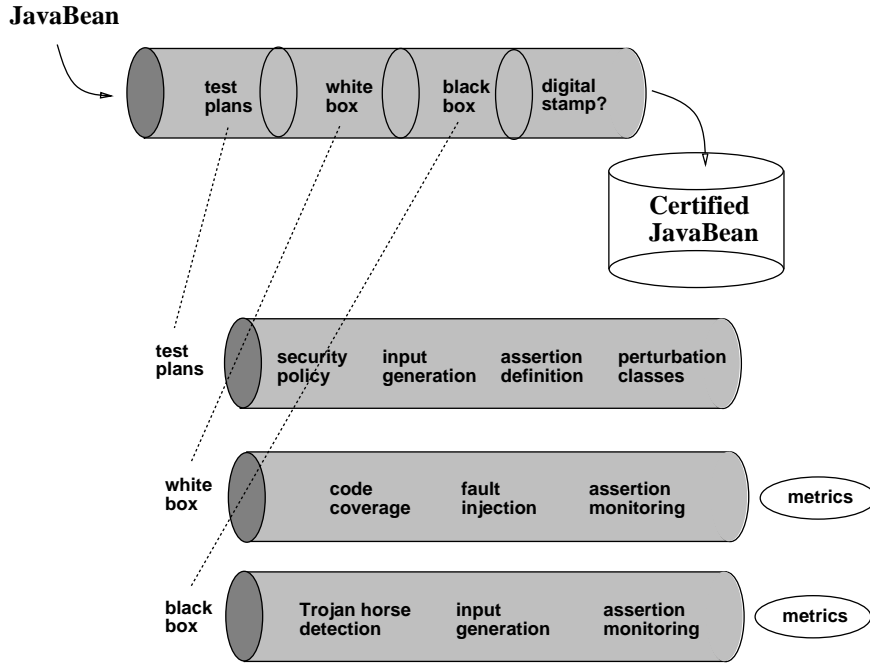 JavaBean
test
plans
white
box
black
box
digital
stamp?
Certified
JavaBean
test
plans
security
policy
input
generation
assertion
definition
perturbation
classes
white
box
code
coverage
fault
injection
assertion
monitoring
metrics
black
box
Trojan horse
detection
input
generation
assertion
monitoring
metrics